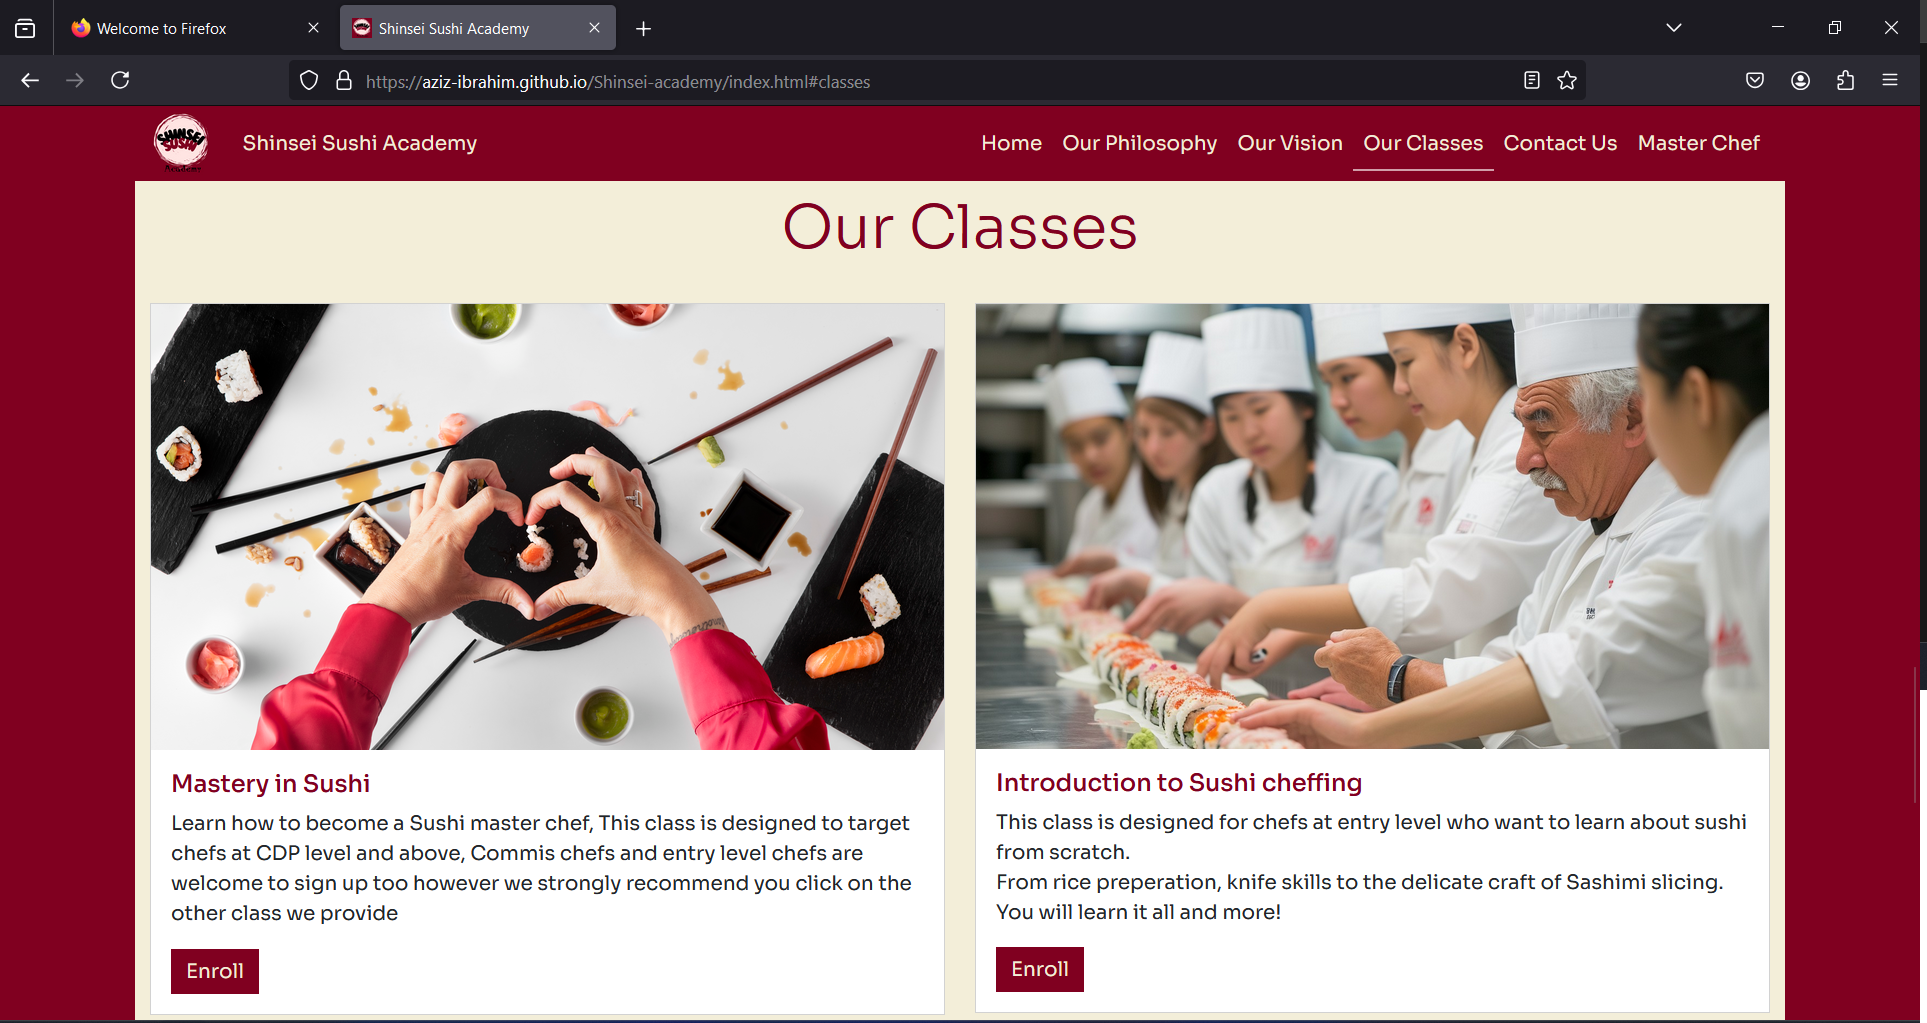 Welcome to Firefox
Shinsei Sushi Academy
https://aziz-ibrahim.github.io/Shinsei-academy/index.html#classes
SHINSEI
SUSHI
Academy
Shinsei Sushi Academy
Home Our Philosophy Our Vision Our Classes Contact Us Master Chef
Our Classes
Mastery in Sushi
Learn how to become a Sushi master chef, This class is designed to target
chefs at CDP level and above, Commis chefs and entry level chefs are
welcome to sign up too however we strongly recommend you click on the
other class we provide
Enroll
Introduction to Sushi cheffing
This class is designed for chefs at entry level who want to learn about sushi
from scratch.
From rice preperation, knife skills to the delicate craft of Sashimi slicing.
You will learn it all and more!
Enroll